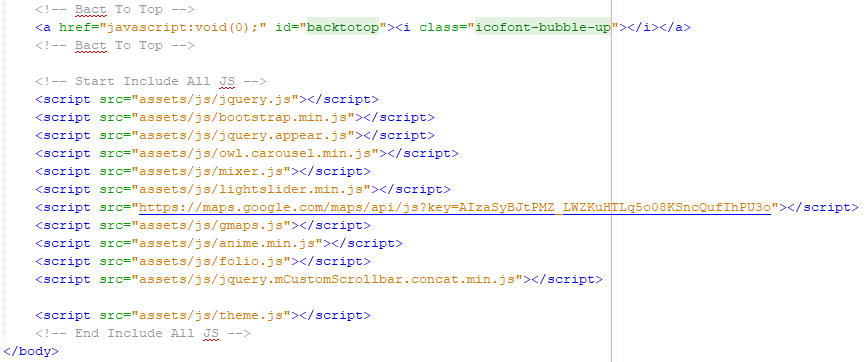 <!-- Bact To Top -->
<a href="javascript:void(0);" id="backtotop"><i class="icofont-bubble-up"></i></a>
<!-- Bact To Top -->
<!-- Start Include All JS -->
<script src="assets/js/jquery.js"></script>
<script src="assets/js/bootstrap.min.js"></script>
<script src="assets/js/jquery.appear.js"></script>
<script src="assets/js/owl.carousel.min.js"></script>
<script src="assets/js/mixer.js"></script>
<script src="assets/js/lightslider.min.js"></script>
<script src="https://maps.google.com/maps/api/js?key=AIzaSyBJtPMZ_LWZKuHTLq5o08KSncQufIhPU3o"></script>
<script src="assets/js/gmaps.js"></script>
<script src="assets/js/anime.min.js"></script>
<script src="assets/js/folio.js"></script>
<script src="assets/js/jquery.mCustomScrollbar.concat.min.js"></script>
<script src="assets/js/theme.js"></script>
<!-- End Include All JS -->
</body>